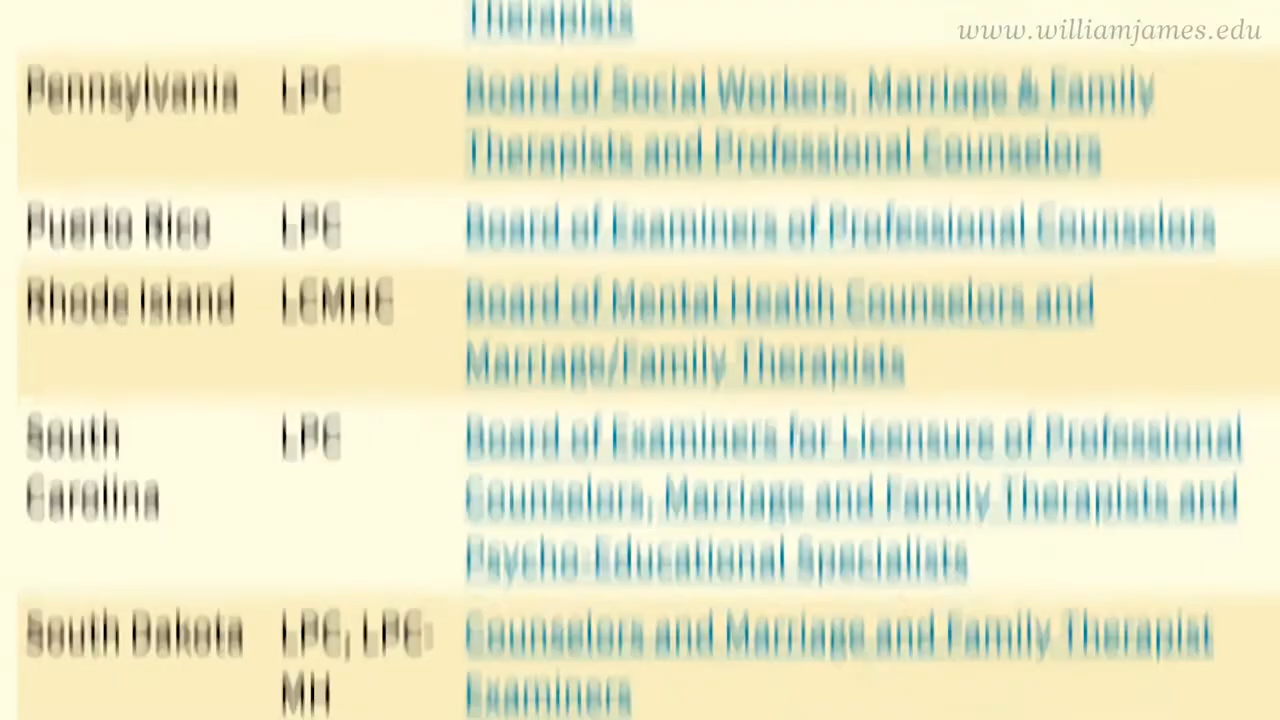 Therapists
www.williamjames.edu
Pennsylvania LPC Board of Social Workers, Marriage & Family
Therapists and Professional Counselors
Puerto Rico LPC Board of Examiners of Professional Counselors
Rhode Island LCMHC Board of Mental Health Counselors and
Marriage/Family Therapists
South LPC Board of Examiners for Licensure of Professional
Carolina Counselors, Marriage and Family Therapists and
Psycho-Educational Specialists
South Dakota LPC, LPC- Counselors and Marriage and Family Therapist
MH Examiners